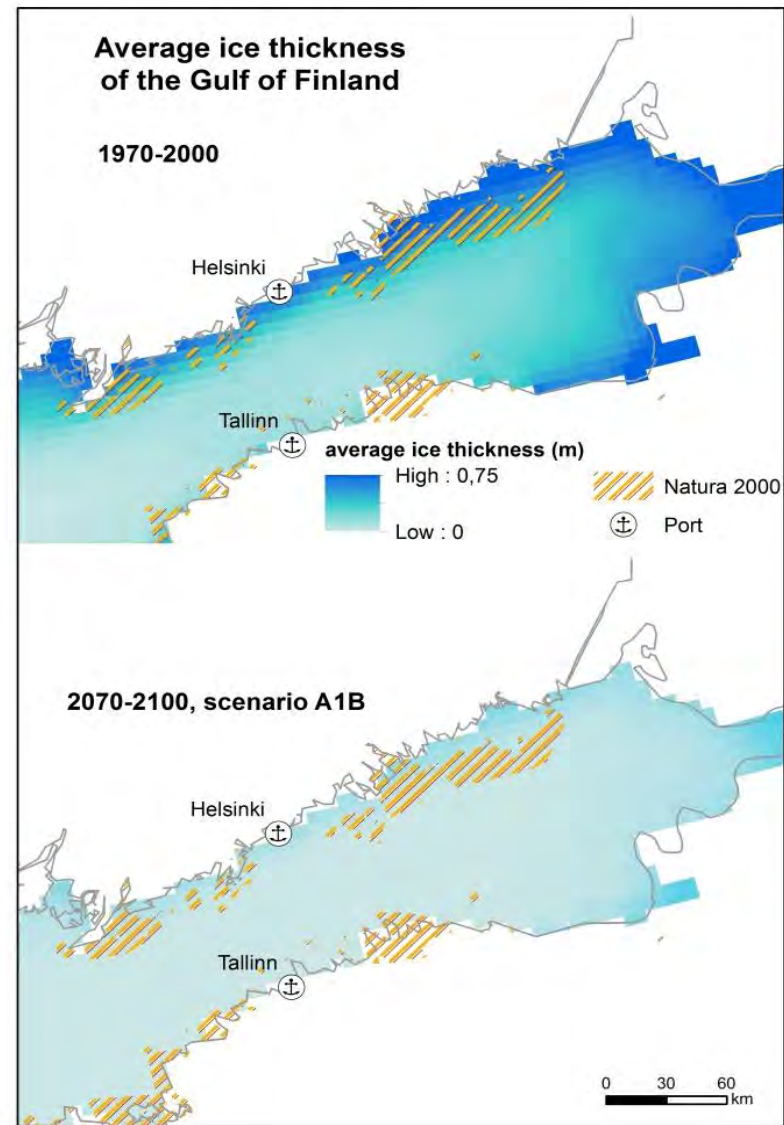 Average ice thickness
of the Gulf of Finland
1970-2000
Helsinki
Tallinn
average ice thickness (m)
High : 0,75
Low : 0
Natura 2000
Port
2070-2100, scenario A1B
Helsinki
Tallinn
0 30 60
km